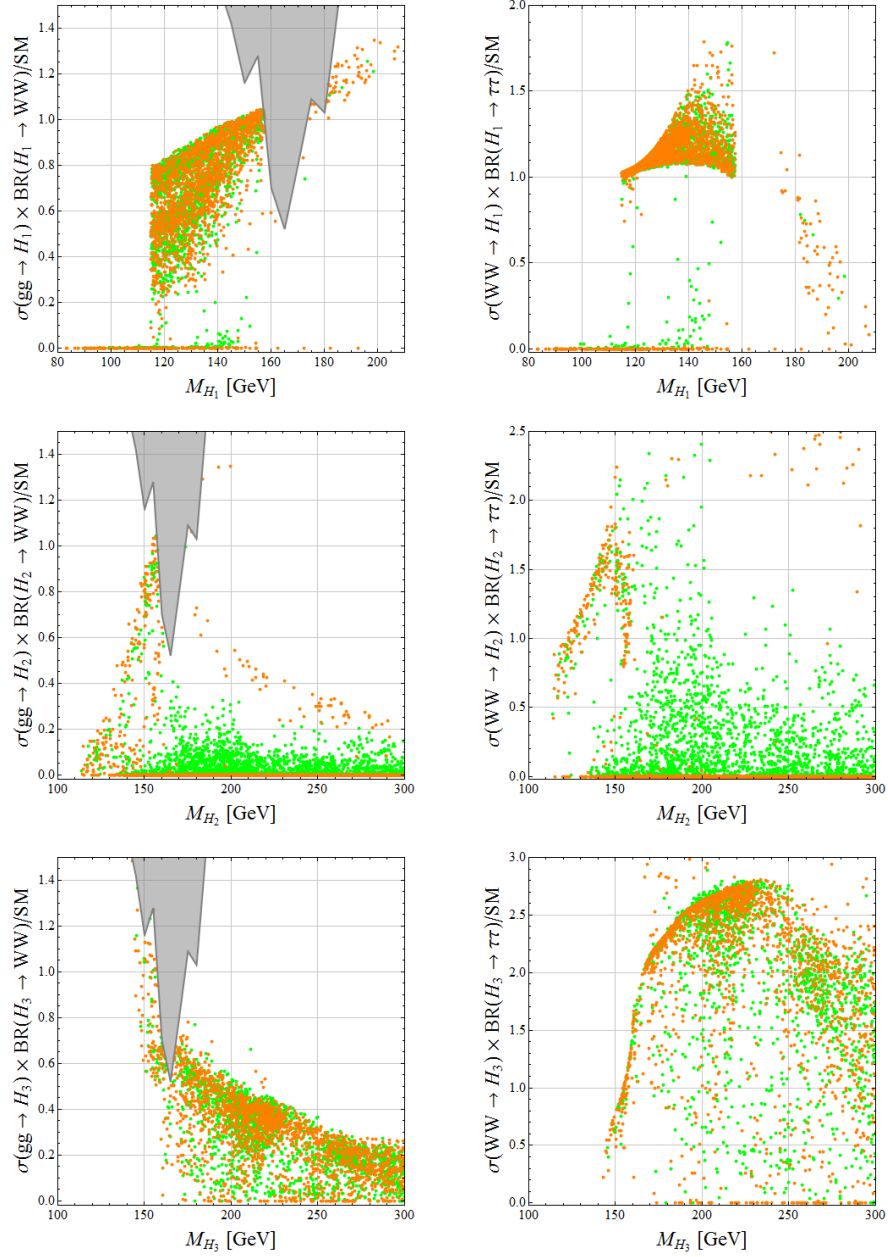 σ(gg → H₁) × BR(H₁ → WW)/SM
1.4
1.2
1.0
0.8
0.6
0.4
0.2
0.0
80 100 120 140 160 180 200
M_H₁ [GeV]
σ(WW → H₁) × BR(H₁ → ττ)/SM
2.0
1.5
1.0
0.5
0.0
80 100 120 140 160 180 200
M_H₁ [GeV]
σ(gg → H₂) × BR(H₂ → WW)/SM
1.4
1.2
1.0
0.8
0.6
0.4
0.2
0.0
100 150 200 250 300
M_H₂ [GeV]
σ(WW → H₂) × BR(H₂ → ττ)/SM
2.5
2.0
1.5
1.0
0.5
0.0
100 150 200 250 300
M_H₂ [GeV]
σ(gg → H₃) × BR(H₃ → WW)/SM
1.4
1.2
1.0
0.8
0.6
0.4
0.2
0.0
100 150 200 250 300
M_H₃ [GeV]
σ(WW → H₃) × BR(H₃ → ττ)/SM
3.0
2.5
2.0
1.5
1.0
0.5
0.0
100 150 200 250 300
M_H₃ [GeV]